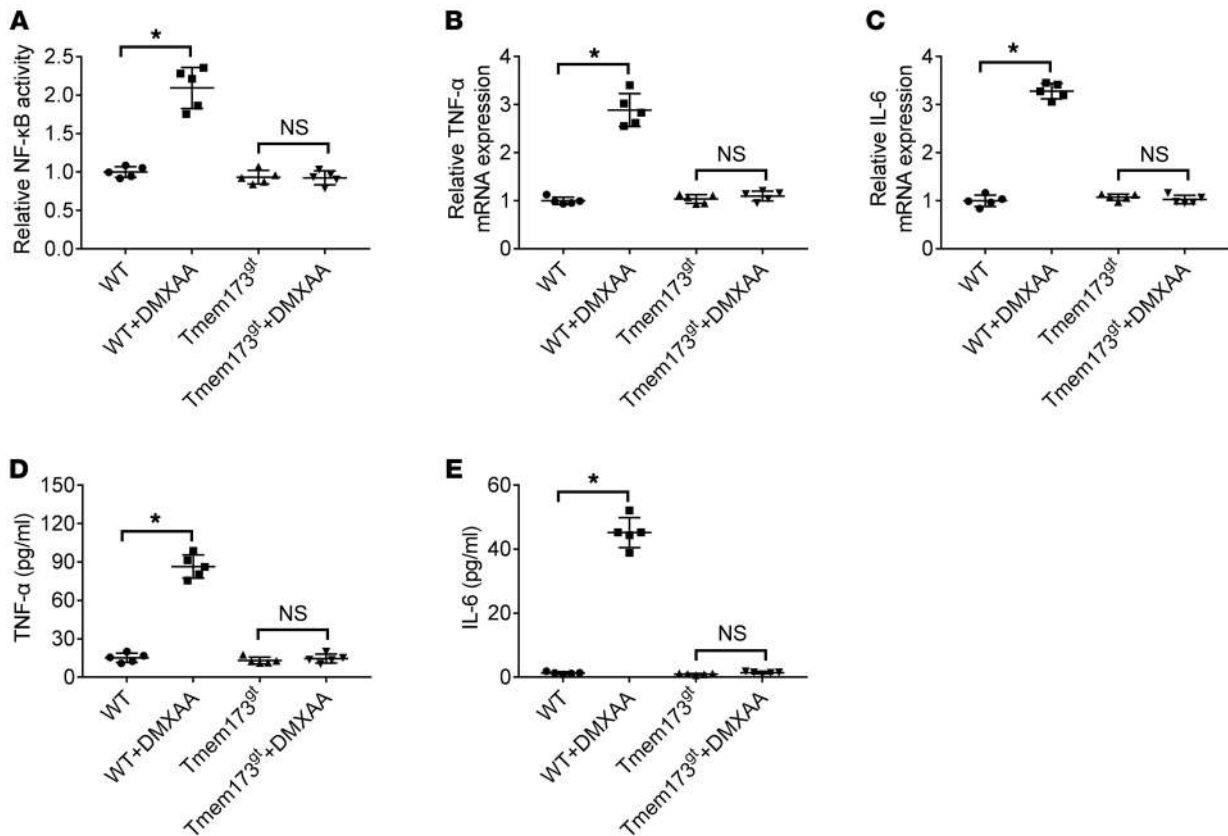 A
Relative NF-κB activity
2.5
2.0
1.5
1.0
0.5
0.0
*
NS
WT
WT+DMXAA
Tmem173gt
Tmem173gt+DMXAA
B
Relative TNF-α
mRNA expression
4
3
2
1
0
*
NS
WT
WT+DMXAA
Tmem173gt
Tmem173gt+DMXAA
C
Relative IL-6
mRNA expression
4
3
2
1
0
*
NS
WT
WT+DMXAA
Tmem173gt
Tmem173gt+DMXAA
D
TNF-α (pg/ml)
150
120
90
60
30
0
*
NS
WT
WT+DMXAA
Tmem173gt
Tmem173gt+DMXAA
E
IL-6 (pg/ml)
60
40
20
0
*
NS
WT
WT+DMXAA
Tmem173gt
Tmem173gt+DMXAA